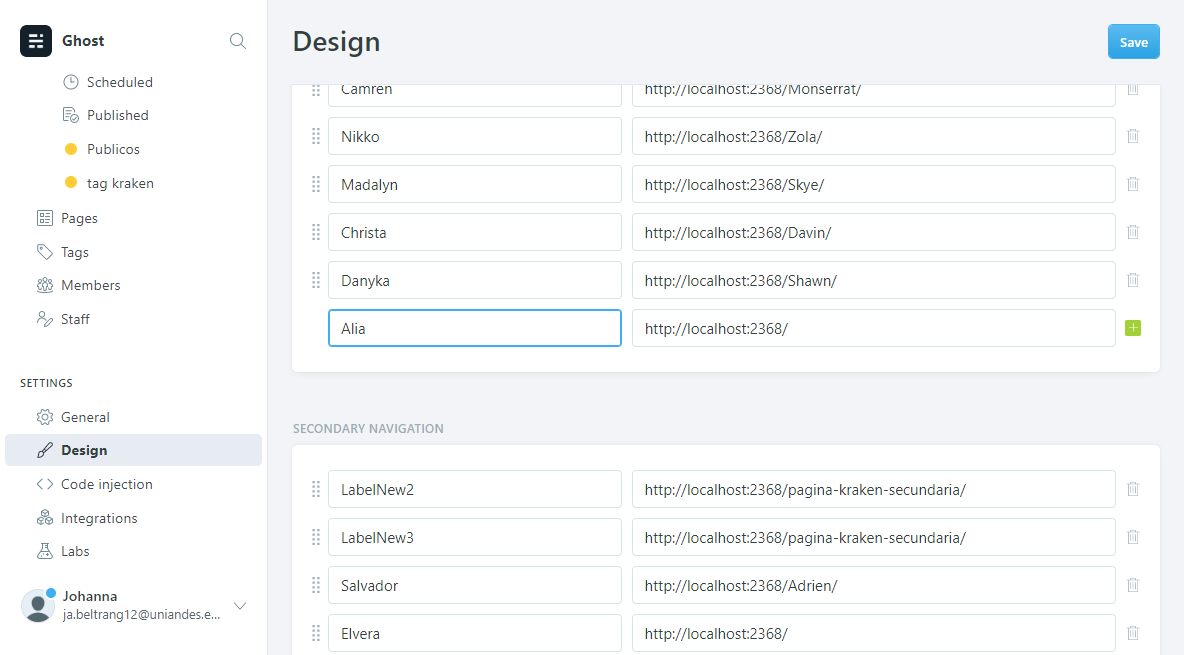 Ghost
Scheduled
Published
Publicos
tag kraken
Pages
Tags
Members
Staff
SETTINGS
General
Design
Code injection
Integrations
Labs
Johanna
ja.beltrang12@uniandes.e...
Design
Save
Camren http://localhost:2368/Monserrat/
Nikko http://localhost:2368/Zola/
Madalyn http://localhost:2368/Skye/
Christa http://localhost:2368/Davin/
Danyka http://localhost:2368/Shawn/
Alia http://localhost:2368/
SECONDARY NAVIGATION
LabelNew2 http://localhost:2368/pagina-kraken-secundaria/
LabelNew3 http://localhost:2368/pagina-kraken-secundaria/
Salvador http://localhost:2368/Adrien/
Elvera http://localhost:2368/